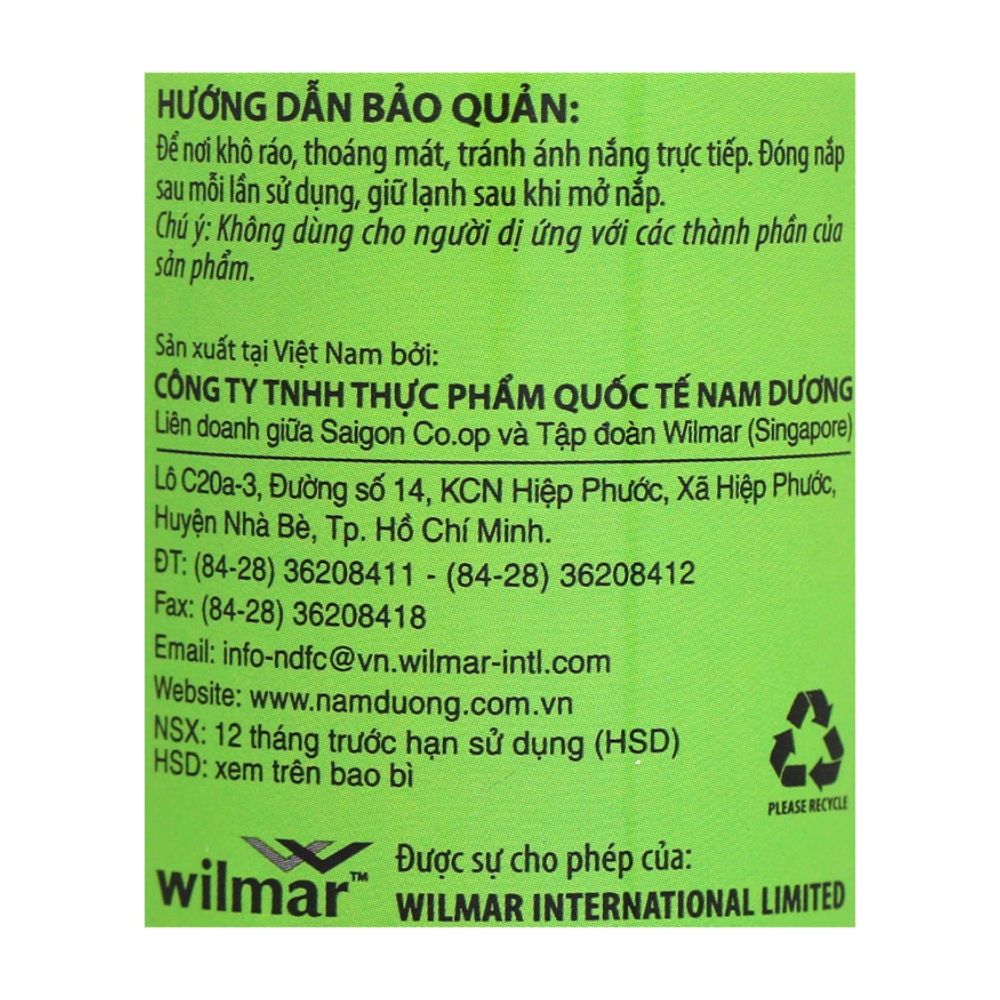 HƯỚNG DẪN BẢO QUẢN:
Để nơi khô ráo, thoáng mát, tránh ánh nắng trực tiếp. Đóng nắp
sau mỗi lần sử dụng, giữ lạnh sau khi mở nắp.
Chú ý: Không dùng cho người dị ứng với các thành phần của
sản phẩm.
Sản xuất tại Việt Nam bởi:
CÔNG TY TNHH THỰC PHẨM QUỐC TẾ NAM DƯƠNG
Liên doanh giữa Saigon Co.op và Tập đoàn Wilmar (Singapore)
Lô C20a-3, Đường số 14, KCN Hiệp Phước, Xã Hiệp Phước,
Huyện Nhà Bè, Tp. Hồ Chí Minh.
ĐT: (84-28) 36208411 - (84-28) 36208412
Fax: (84-28) 36208418
Email: info-ndfc@vn.wilmar-intl.com
Website: www.namduong.com.vn
NSX: 12 tháng trước hạn sử dụng (HSD)
HSD: xem trên bao bì
PLEASE RECYCLE
wilmar™
Được sự cho phép của:
WILMAR INTERNATIONAL LIMITED